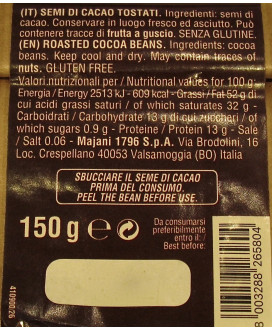 (IT) SEMI DI CACAO TOSTATI. Ingredienti: semi di
cacao. Conservare in luogo fresco ed asciutto. Può
contenere tracce di frutta a guscio. SENZA GLUTINE.
(EN) ROASTED COCOA BEANS. Ingredients: cocoa
beans. Keep cool and dry. May contain traces of
nuts. GLUTEN FREE.
Valori nutrizionali per / Nutritional values for 100 g:
Energia / Energy 2513 kJ - 609 kcal - Grassi / Fat 52 g di
cui acidi grassi saturi / of which saturates 32 g -
Carboidrati / Carbohydrate 13 g di cui zuccheri / of
which sugars 0.9 g - Proteine / Protein 13 g - Sale
/ Salt 0.06 - Majani 1796 S.p.A. Via Brodolini, 16
Loc. Crespellano 40053 Valsamoggia (BO) Italia
SBUCCIARE IL SEME DI CACAO
PRIMA DEL CONSUMO.
PEEL THE BEAN BEFORE USE.
150 g e
Da consumarsi
preferibilmente
entro il: /
Best before:
8 003288 265804
41090026